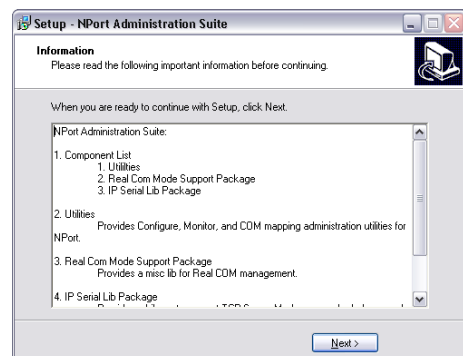 Setup - NPort Administration Suite
Information
Please read the following important information before continuing.
When you are ready to continue with Setup, click Next.
NPort Administration Suite:
1. Component List
1. Utilities
2. Real Com Mode Support Package
3. IP Serial Lib Package
2. Utilities
Provides Configure, Monitor, and COM mapping administration utilities for
NPort.
3. Real Com Mode Support Package
Provides a misc lib for Real COM management.
4. IP Serial Lib Package
Next >